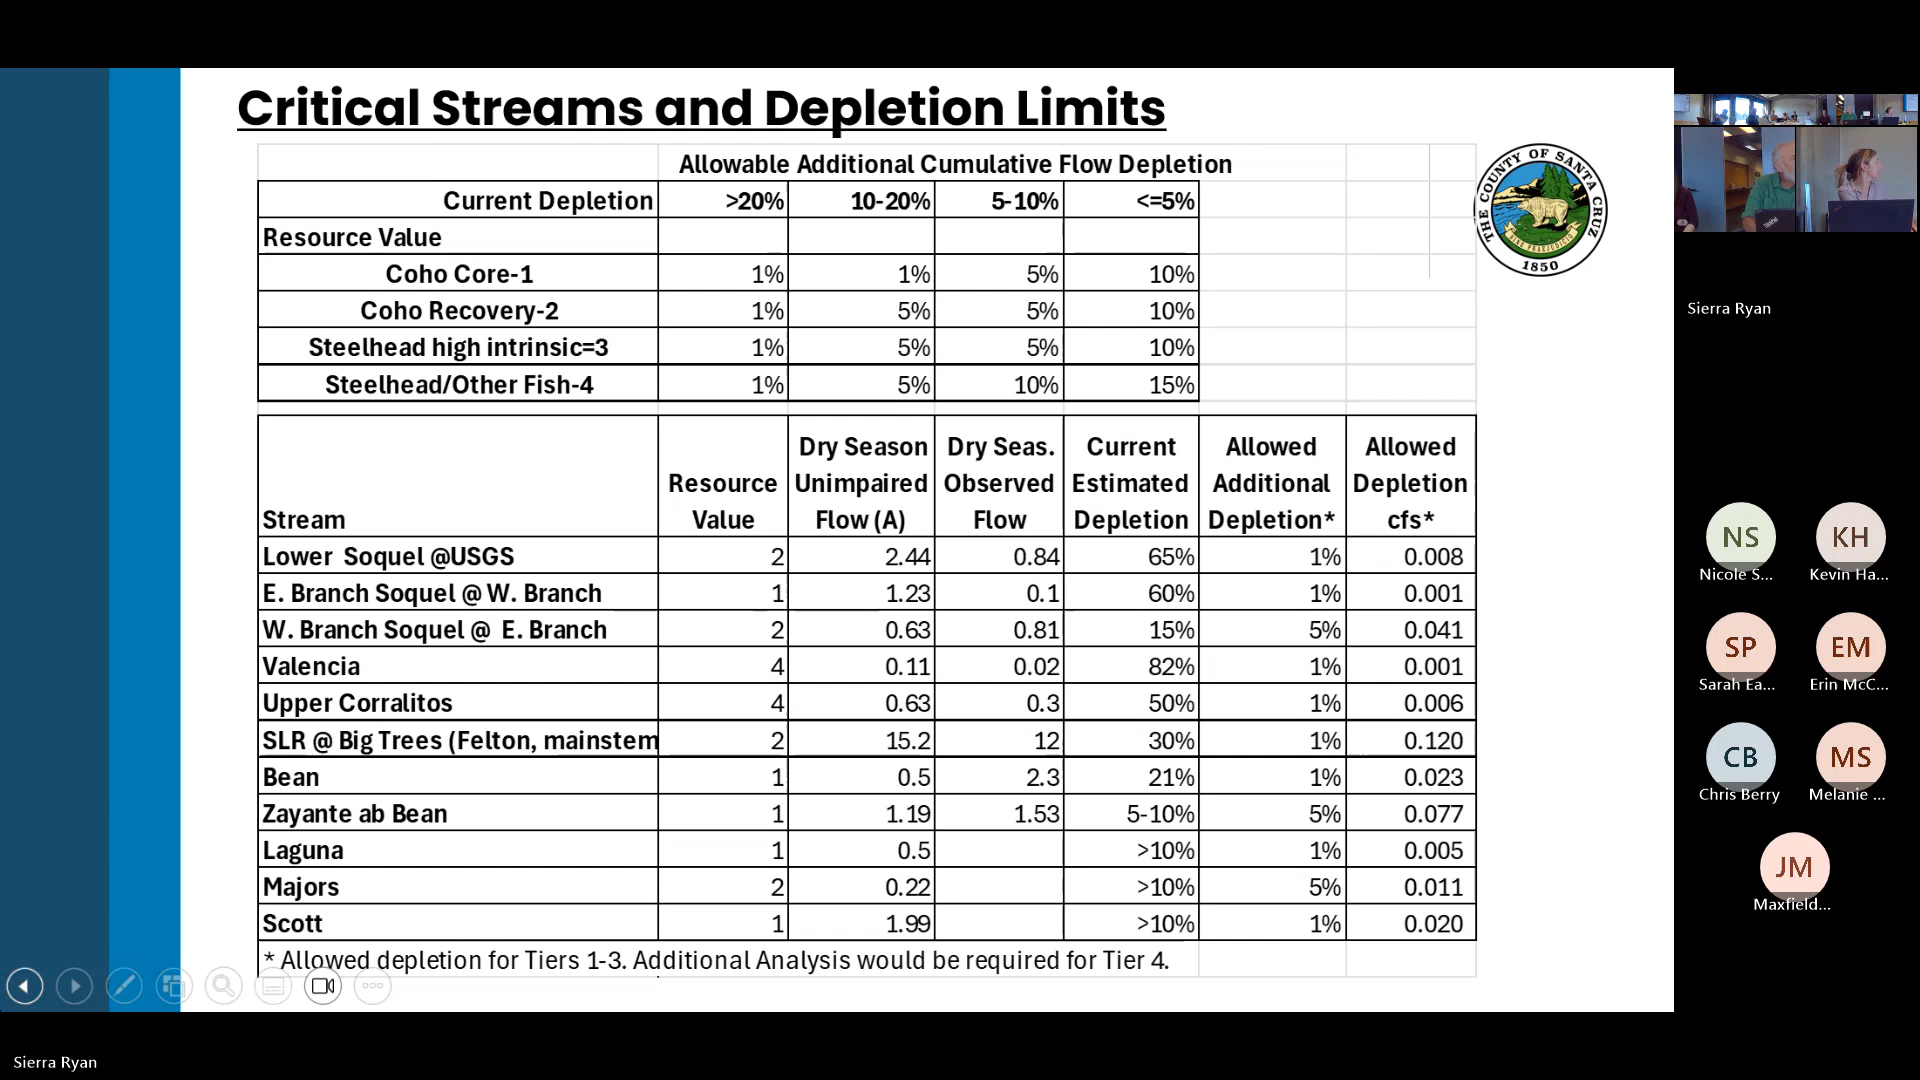 Critical Streams and Depletion Limits
Allowable Additional Cumulative Flow Depletion
Current Depletion >20% 10-20% 5-10% <=5%
Resource Value
Coho Core-1 1% 1% 5% 10%
Coho Recovery-2 1% 5% 5% 10%
Steelhead high intrinsic=3 1% 5% 5% 10%
Steelhead/Other Fish-4 1% 5% 10% 15%
Stream Resource Value Dry Season Unimpaired Flow (A) Dry Seas. Observed Flow Current Estimated Depletion Allowed Additional Depletion* Allowed Depletion cfs*
Lower Soquel @USGS 2 2.44 0.84 65% 1% 0.008
E. Branch Soquel @ W. Branch 1 1.23 0.1 60% 1% 0.001
W. Branch Soquel @ E. Branch 2 0.63 0.81 15% 5% 0.041
Valencia 4 0.11 0.02 82% 1% 0.001
Upper Corralitos 4 0.63 0.3 50% 1% 0.006
SLR @ Big Trees (Felton, mainstem 2 15.2 12 30% 1% 0.120
Bean 1 0.5 2.3 21% 1% 0.023
Zayante ab Bean 1 1.19 1.53 5-10% 5% 0.077
Laguna 1 0.5 >10% 1% 0.005
Majors 2 0.22 >10% 5% 0.011
Scott 1 1.99 >10% 1% 0.020
* Allowed depletion for Tiers 1-3. Additional Analysis would be required for Tier 4.
THE COUNTY OF SANTA CRUZ
1850
Sierra Ryan
NS KH
Nicole S... Kevin Ha...
SP EM
Sarah Ea... Erin McC...
CB MS
Chris Berry Melanie ...
JM
Maxfield...
Sierra Ryan